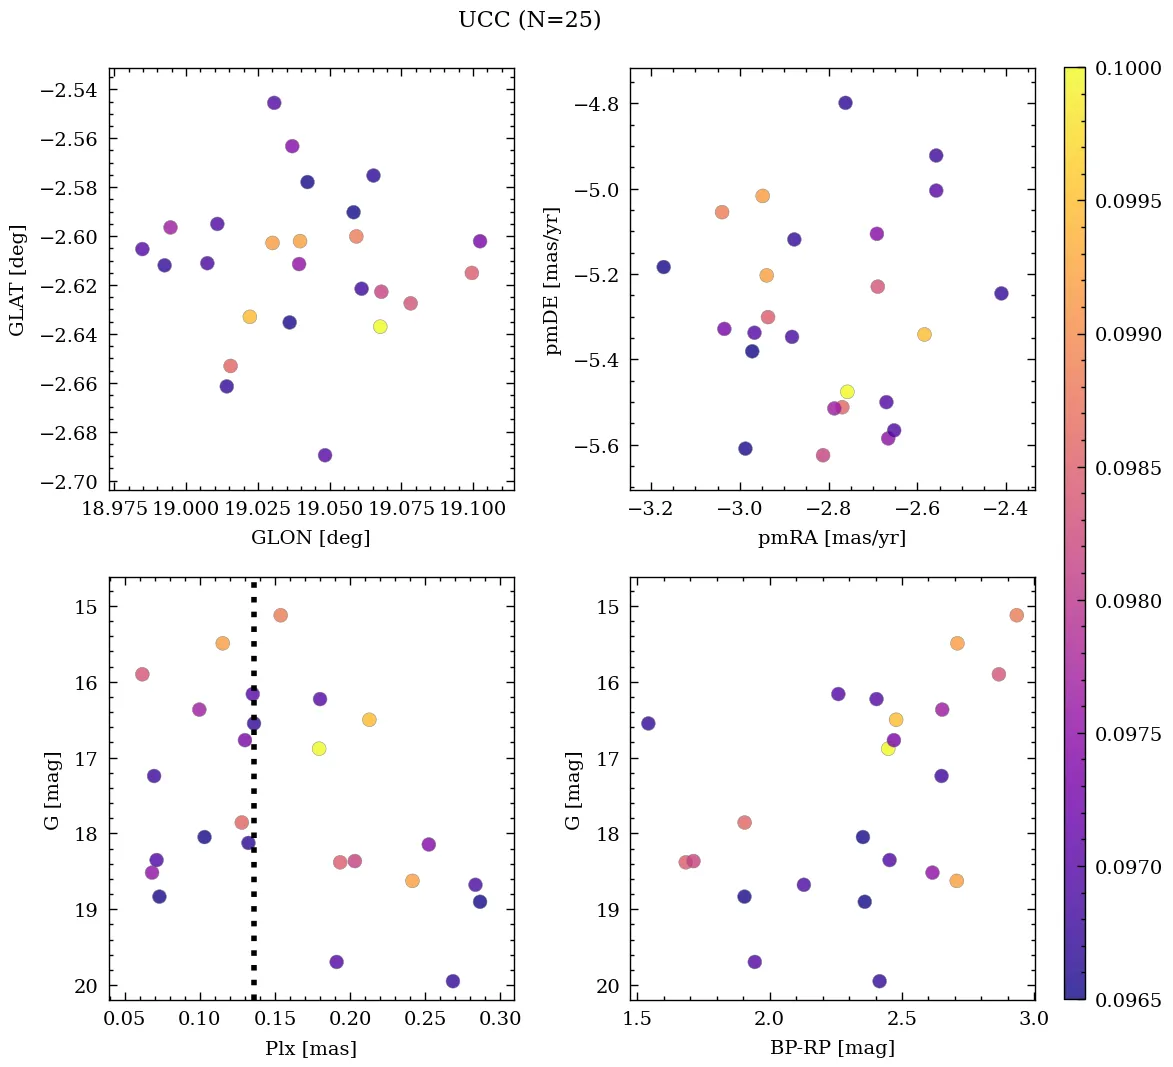 UCC (N=25)
−2.54
−2.56
−2.58
−2.60
−2.62
−2.64
−2.66
−2.68
−2.70
GLAT [deg]
18.975 19.000 19.025 19.050 19.075 19.100
GLON [deg]
−4.8
−5.0
−5.2
−5.4
−5.6
pmDE [mas/yr]
−3.2 −3.0 −2.8 −2.6 −2.4
pmRA [mas/yr]
15
16
17
18
19
20
G [mag]
0.05 0.10 0.15 0.20 0.25 0.30
Plx [mas]
15
16
17
18
19
20
G [mag]
1.5 2.0 2.5 3.0
BP-RP [mag]
0.1000
0.0995
0.0990
0.0985
0.0980
0.0975
0.0970
0.0965